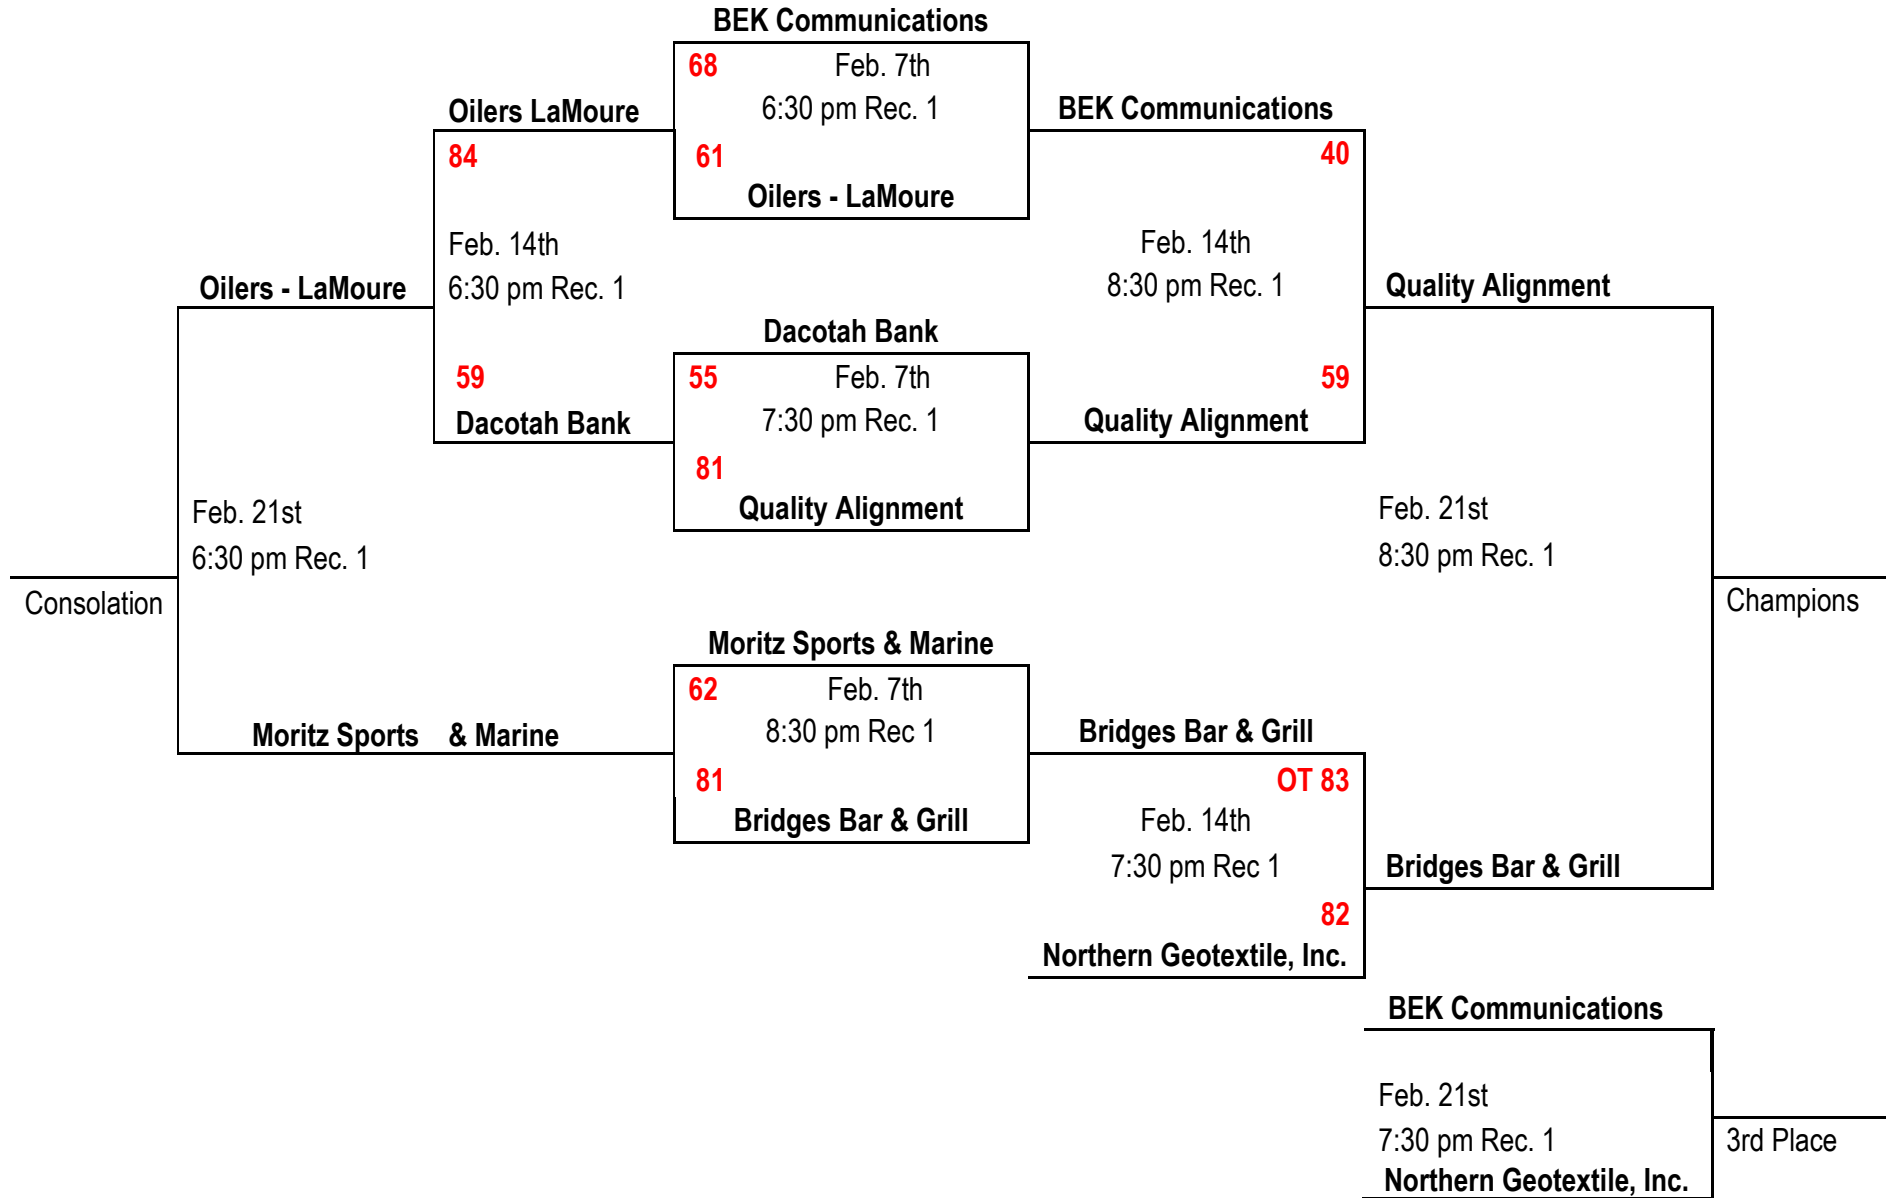 BEK Communications
68 Feb. 7th
Oilers LaMoure 6:30 pm Rec. 1 BEK Communications
84 61 40
Oilers - LaMoure
Feb. 14th Feb. 14th
Oilers - LaMoure 6:30 pm Rec. 1 8:30 pm Rec. 1 Quality Alignment
Dacotah Bank
59 55 Feb. 7th 59
Dacotah Bank 7:30 pm Rec. 1 Quality Alignment
81
Feb. 21st Quality Alignment Feb. 21st
6:30 pm Rec. 1 8:30 pm Rec. 1
Consolation Champions
Moritz Sports & Marine
62 Feb. 7th
Moritz Sports & Marine 8:30 pm Rec 1 Bridges Bar & Grill
81 OT 83
Bridges Bar & Grill Feb. 14th
7:30 pm Rec 1 Bridges Bar & Grill
82
Northern Geotextile, Inc.
BEK Communications
Feb. 21st
7:30 pm Rec. 1 3rd Place
Northern Geotextile, Inc.